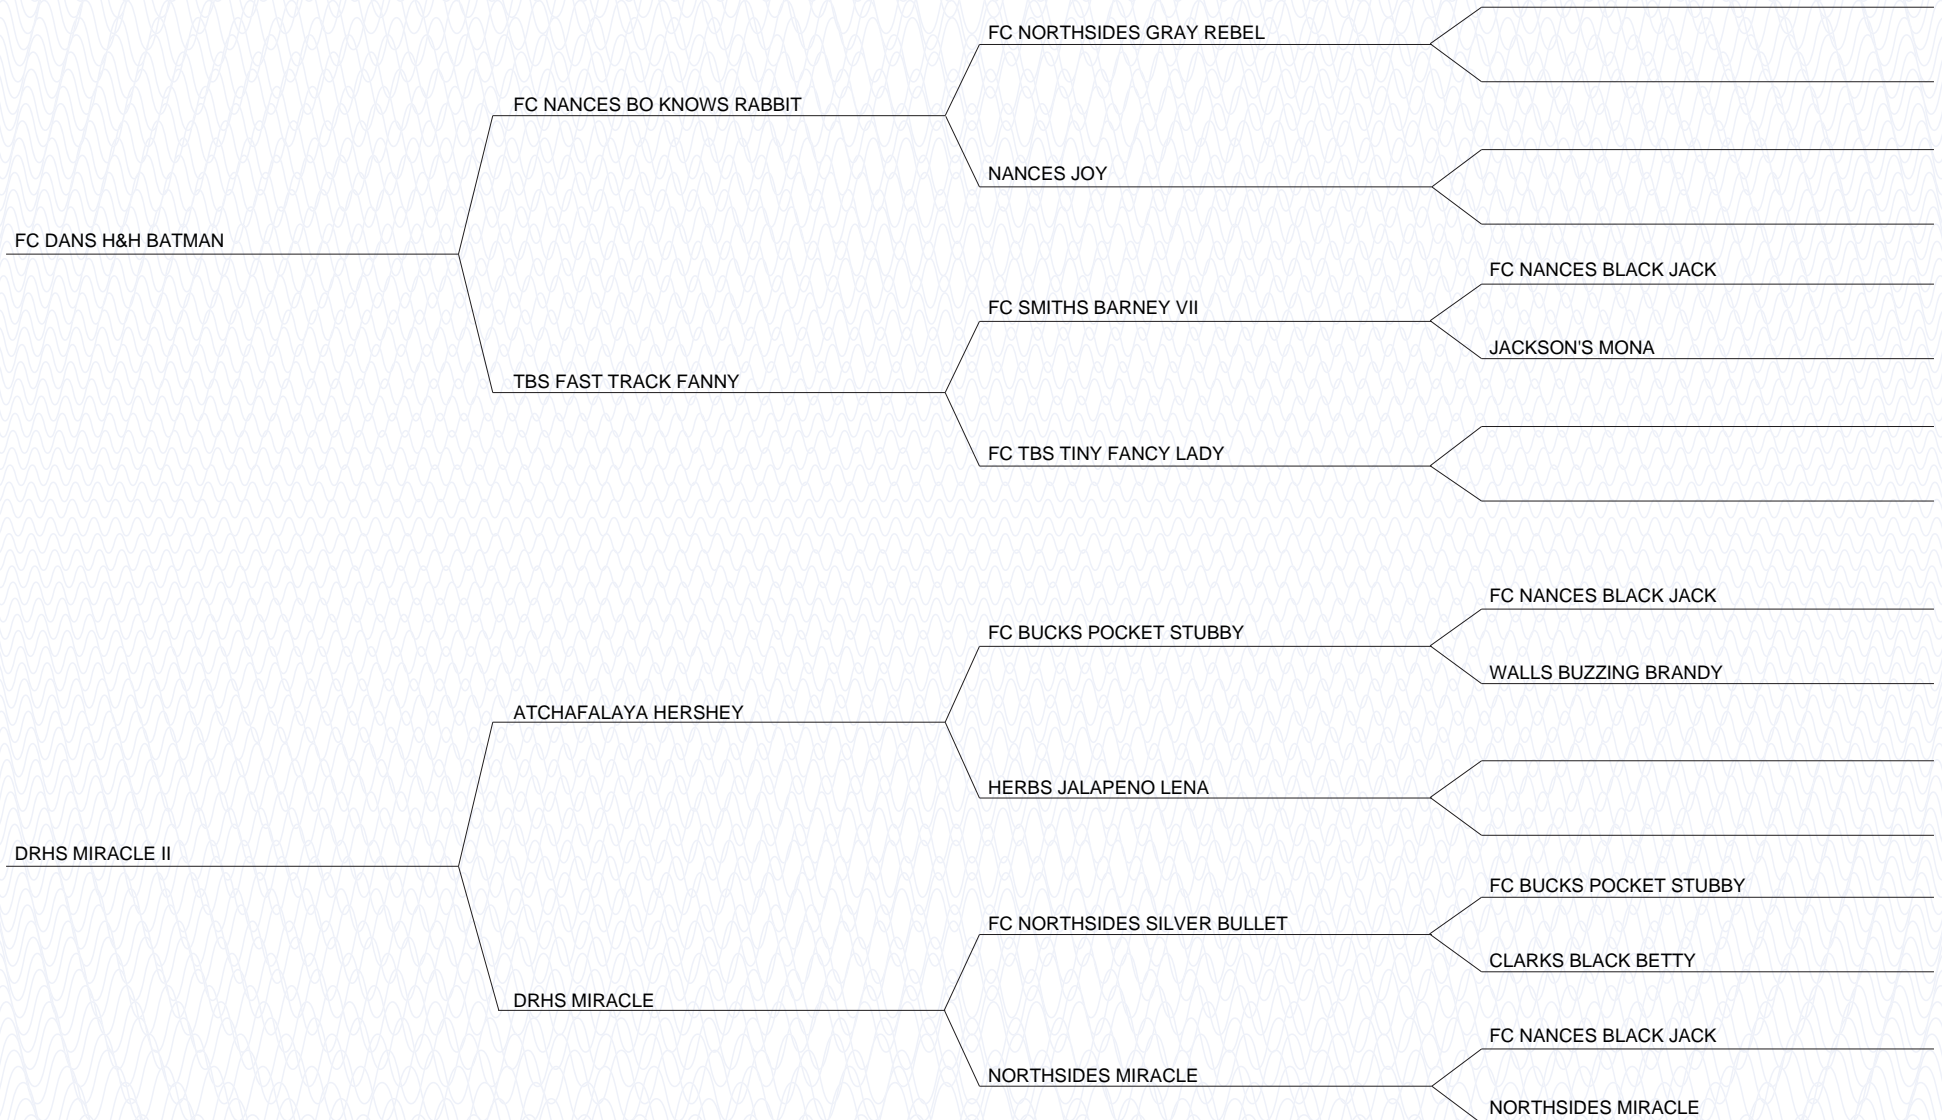 FC NORTHSIDES GRAY REBEL
FC NANCES BO KNOWS RABBIT
NANCES JOY
FC DANS H&H BATMAN
FC NANCES BLACK JACK
FC SMITHS BARNEY VII
JACKSON'S MONA
TBS FAST TRACK FANNY
FC TBS TINY FANCY LADY
FC NANCES BLACK JACK
FC BUCKS POCKET STUBBY
WALLS BUZZING BRANDY
ATCHAFALAYA HERSHEY
HERBS JALAPENO LENA
DRHS MIRACLE II
FC BUCKS POCKET STUBBY
FC NORTHSIDES SILVER BULLET
CLARKS BLACK BETTY
DRHS MIRACLE
FC NANCES BLACK JACK
NORTHSIDES MIRACLE
NORTHSIDES MIRACLE